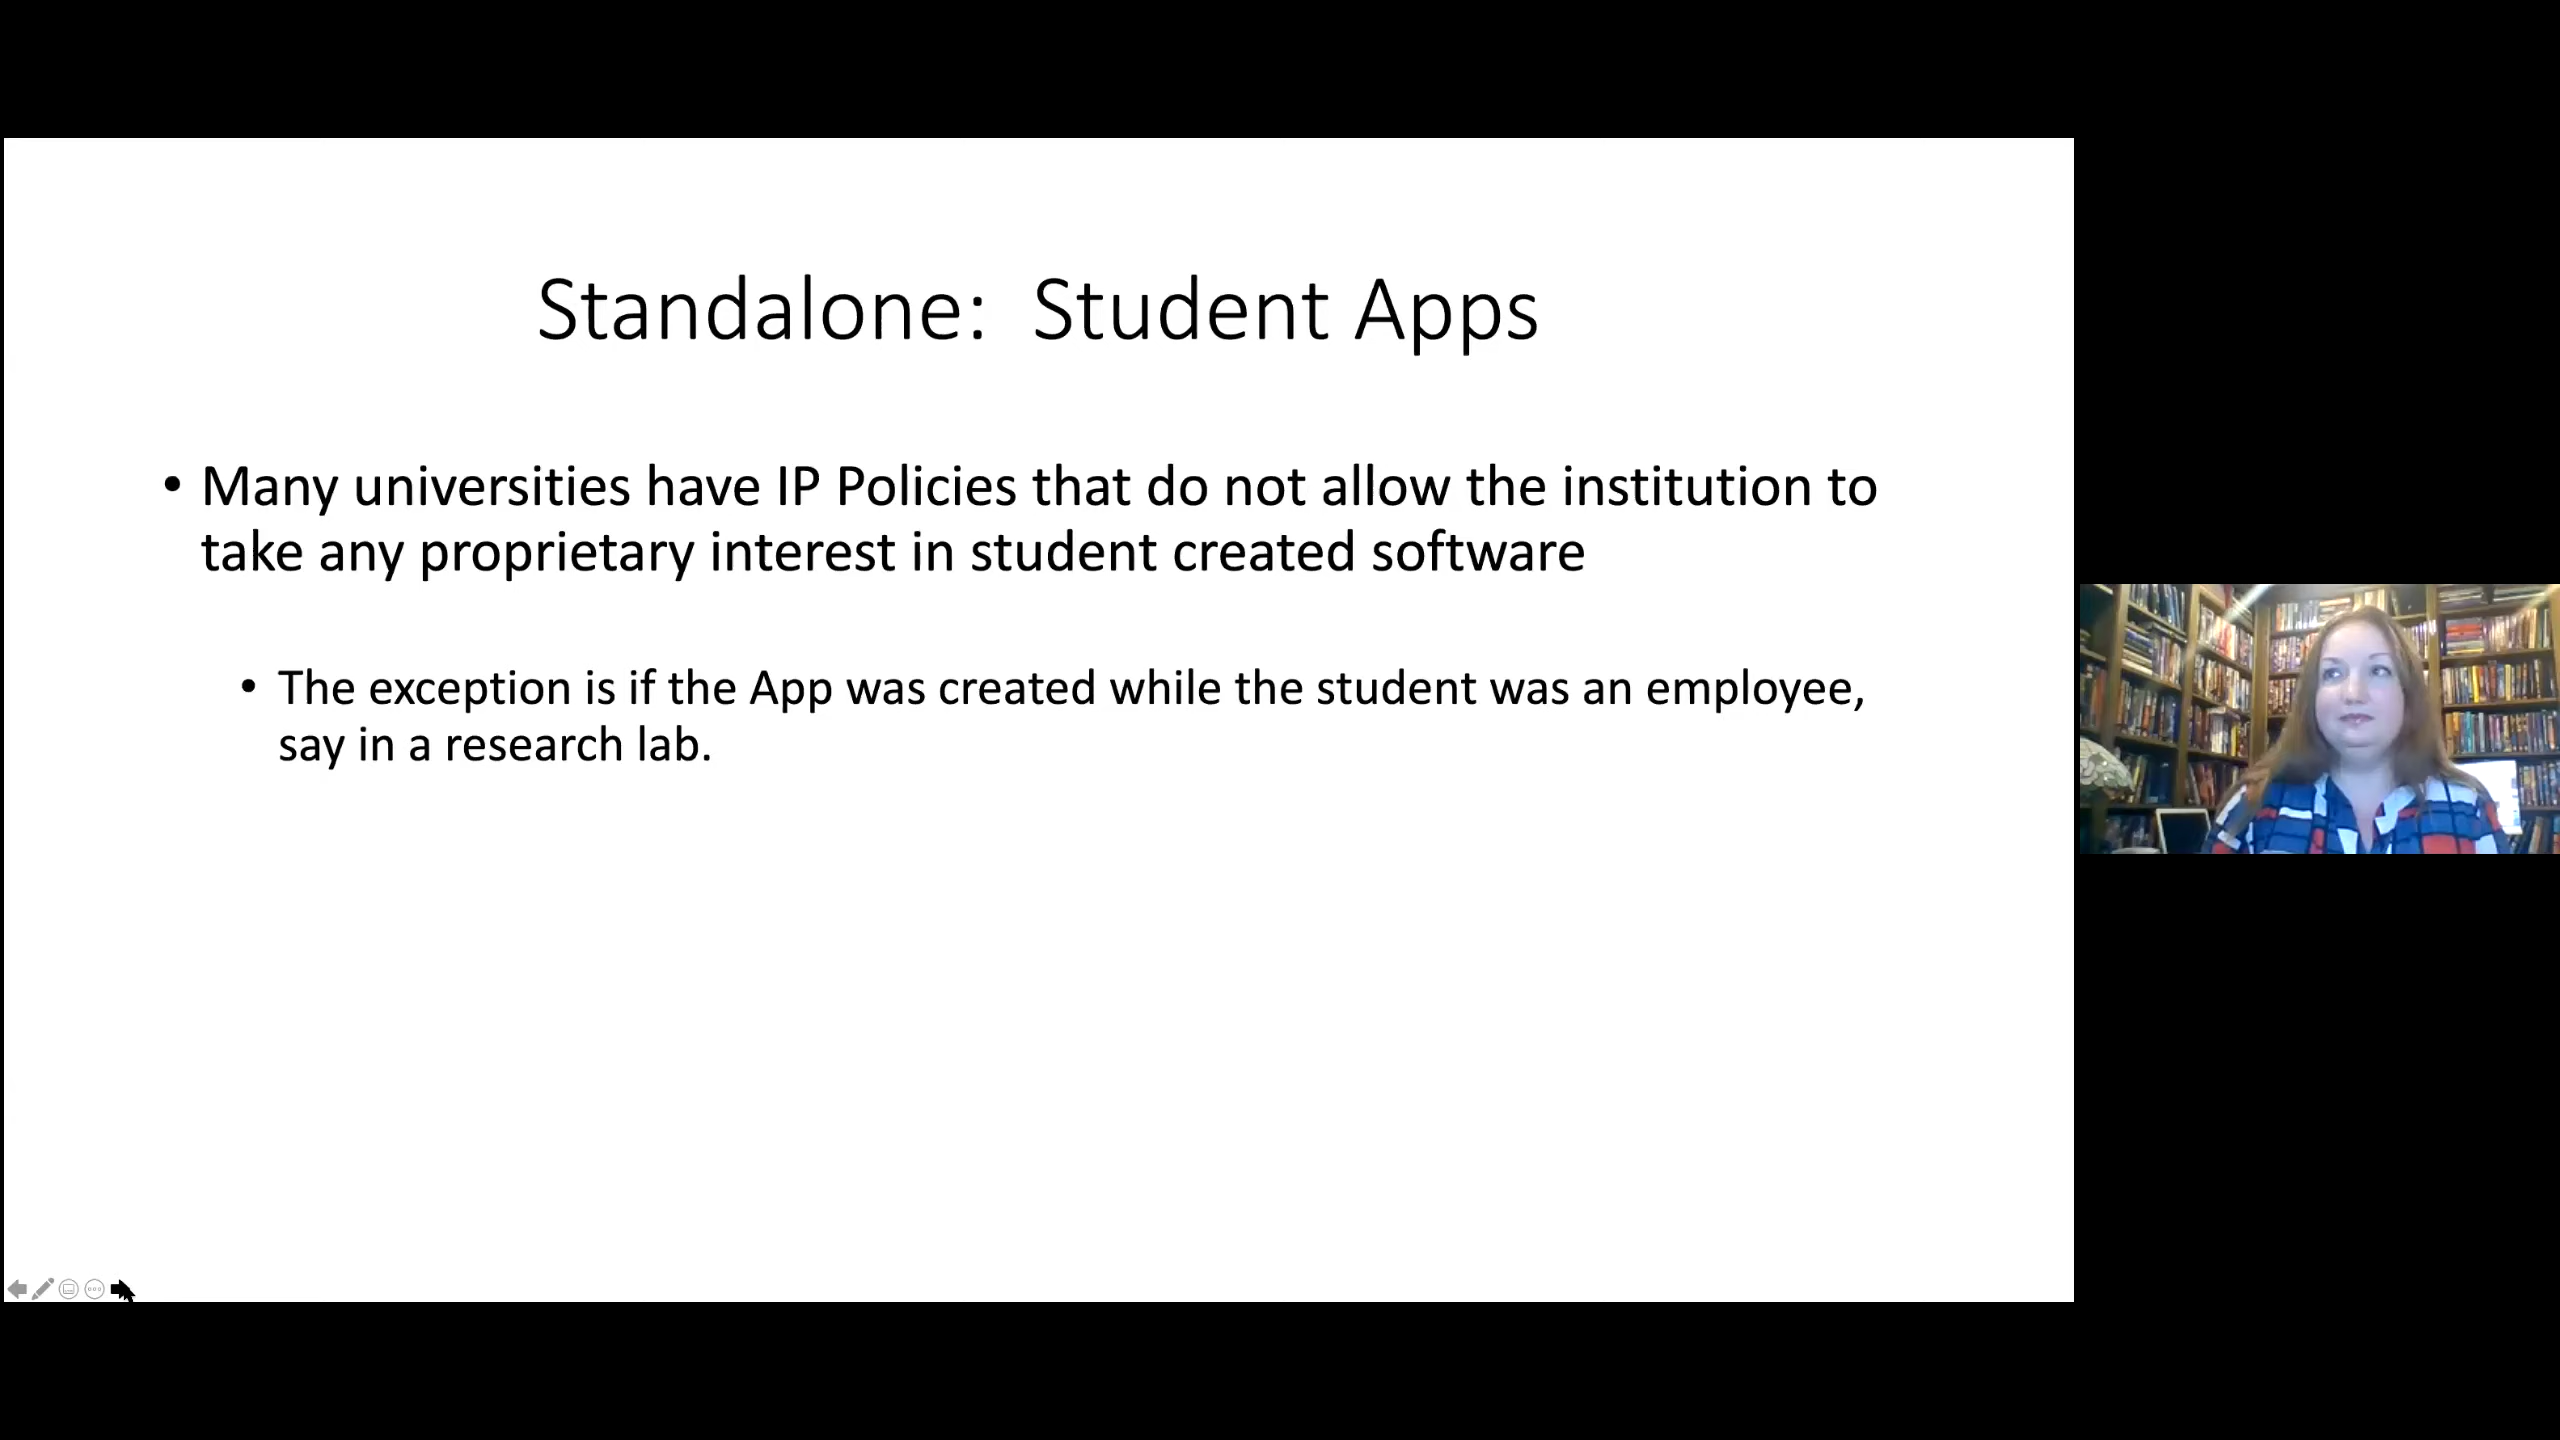 Standalone:  Student Apps
• Many universities have IP Policies that do not allow the institution to
take any proprietary interest in student created software
• The exception is if the App was created while the student was an employee,
say in a research lab.